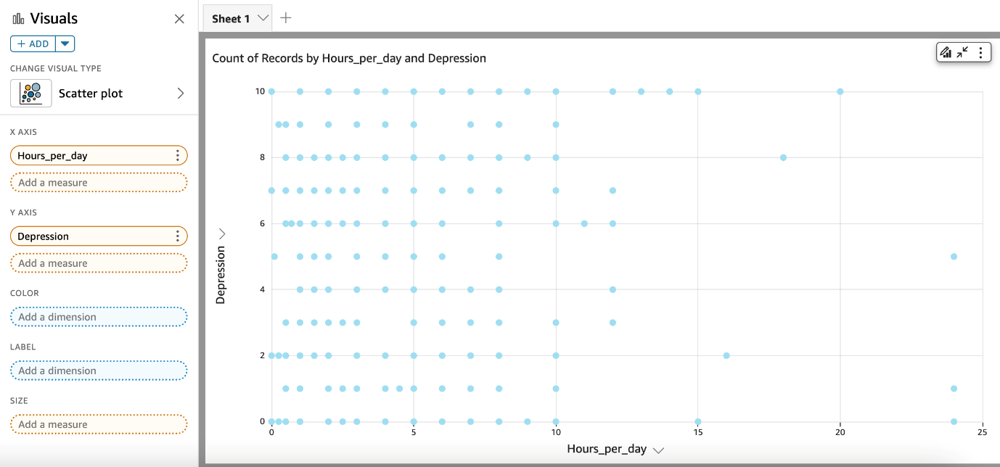 Visuals
+ ADD
CHANGE VISUAL TYPE
Scatter plot
X AXIS
Hours_per_day
Add a measure
Y AXIS
Depression
Add a measure
COLOR
Add a dimension
LABEL
Add a dimension
SIZE
Add a measure
Sheet 1
Count of Records by Hours_per_day and Depression
10
8
6
4
2
0
Depression
0 5 10 15 20 25
Hours_per_day